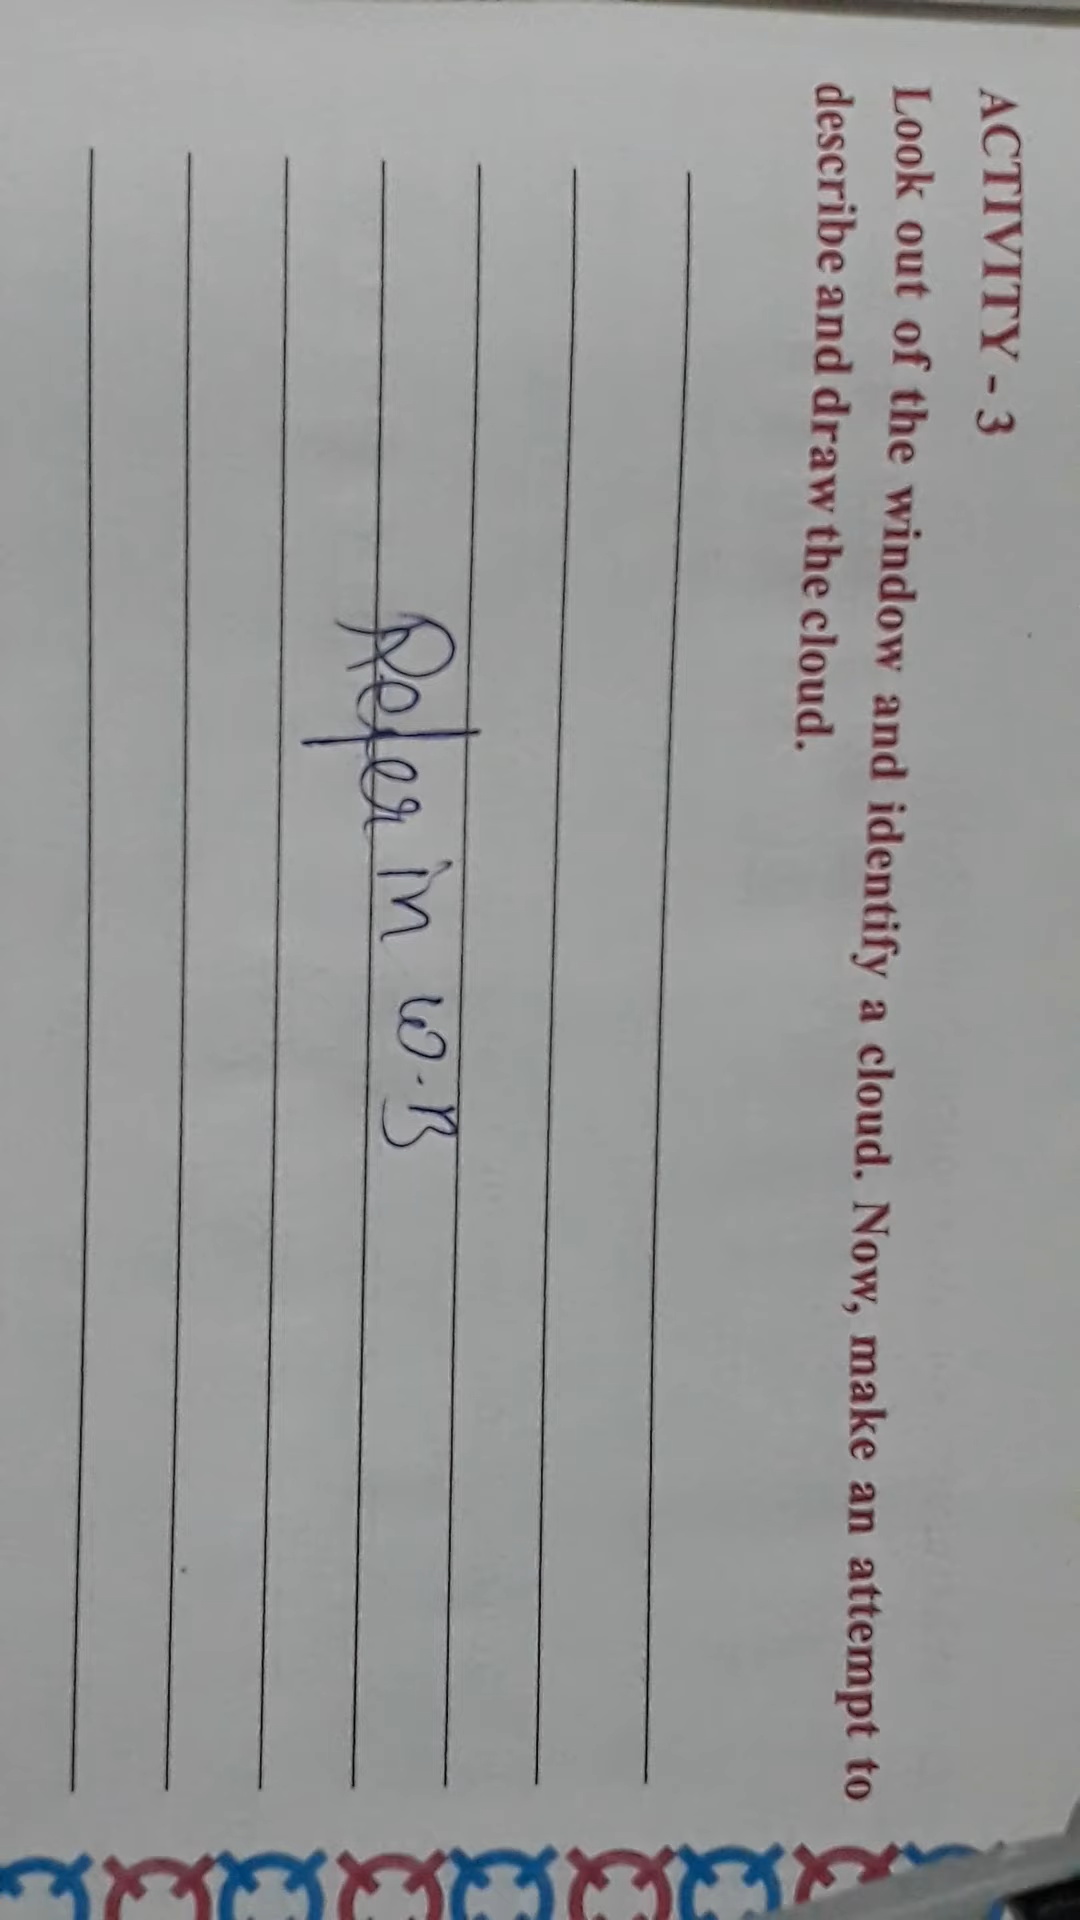 ACTIVITY - 3
Look out of the window and identify a cloud. Now, make an attempt to
describe and draw the cloud.
Refer in W.B